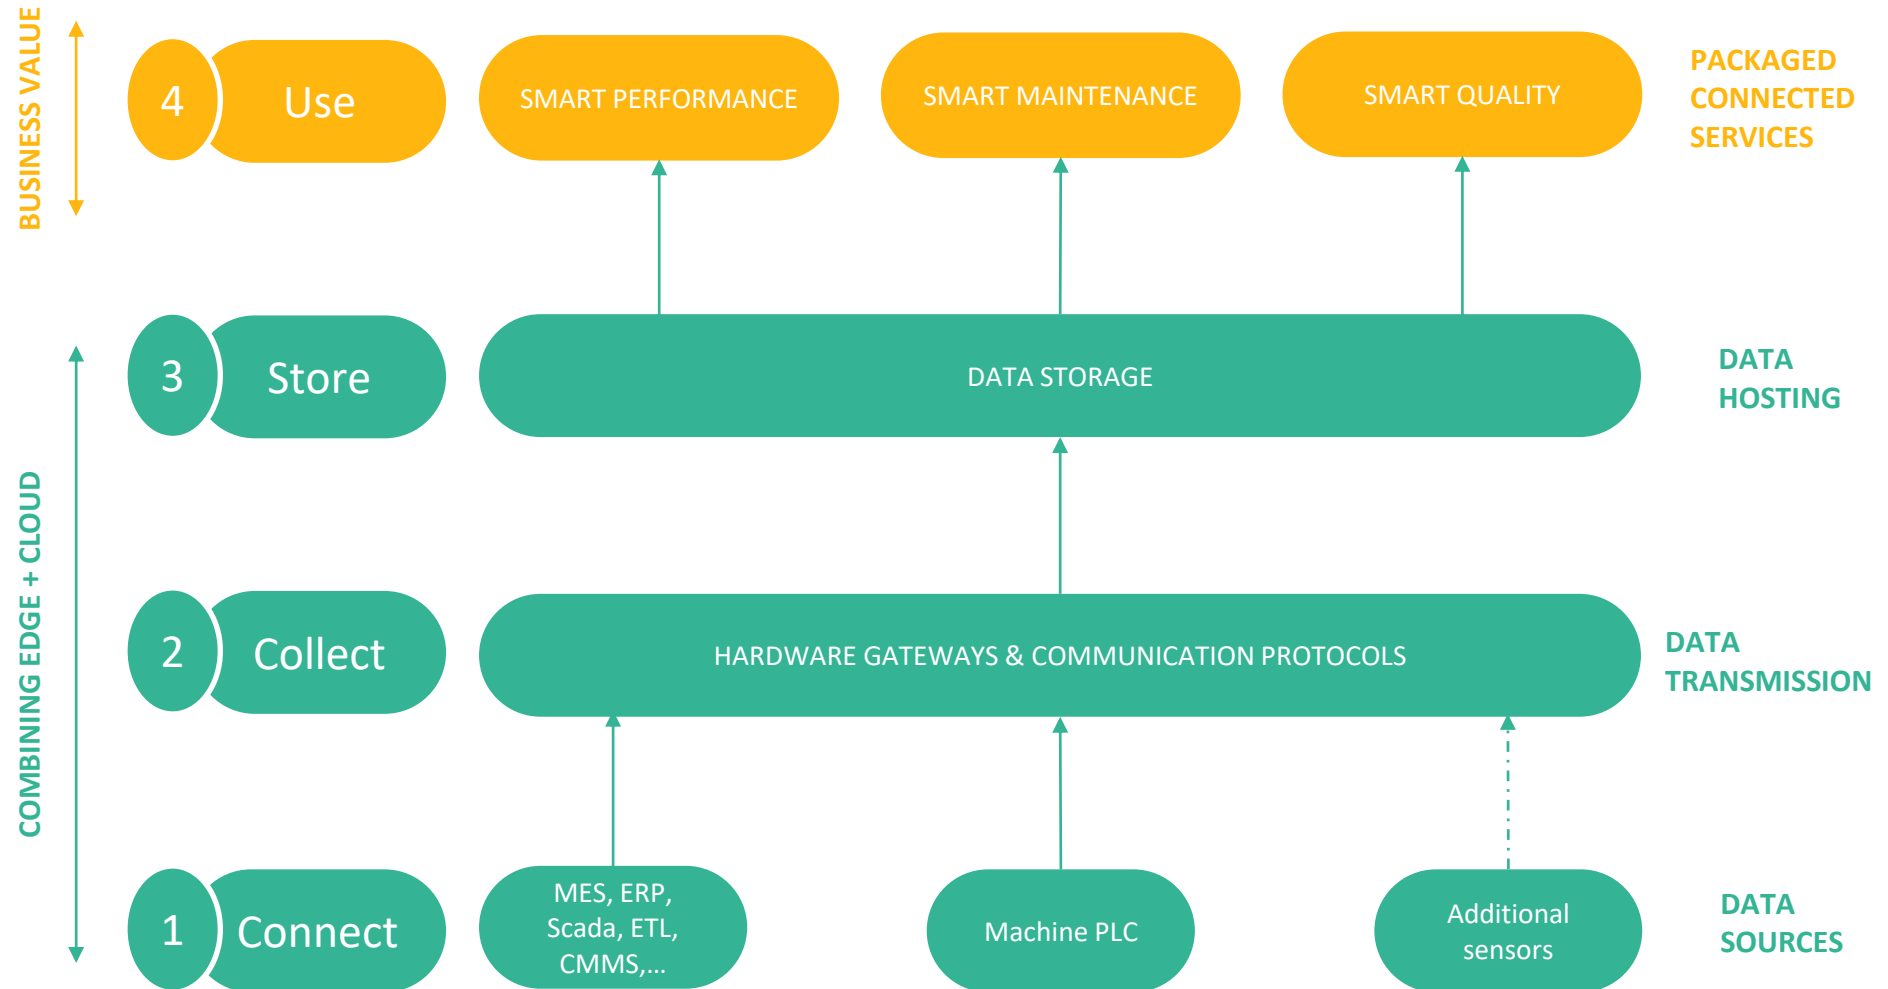 BUSINESS VALUE
4
Use
SMART PERFORMANCE
SMART MAINTENANCE
SMART QUALITY
PACKAGED
CONNECTED
SERVICES
COMBINING EDGE + CLOUD
3
Store
DATA STORAGE
DATA
HOSTING
2
Collect
HARDWARE GATEWAYS & COMMUNICATION PROTOCOLS
DATA
TRANSMISSION
1
Connect
MES, ERP,
Scada, ETL,
CMMS,...
Machine PLC
Additional
sensors
DATA
SOURCES